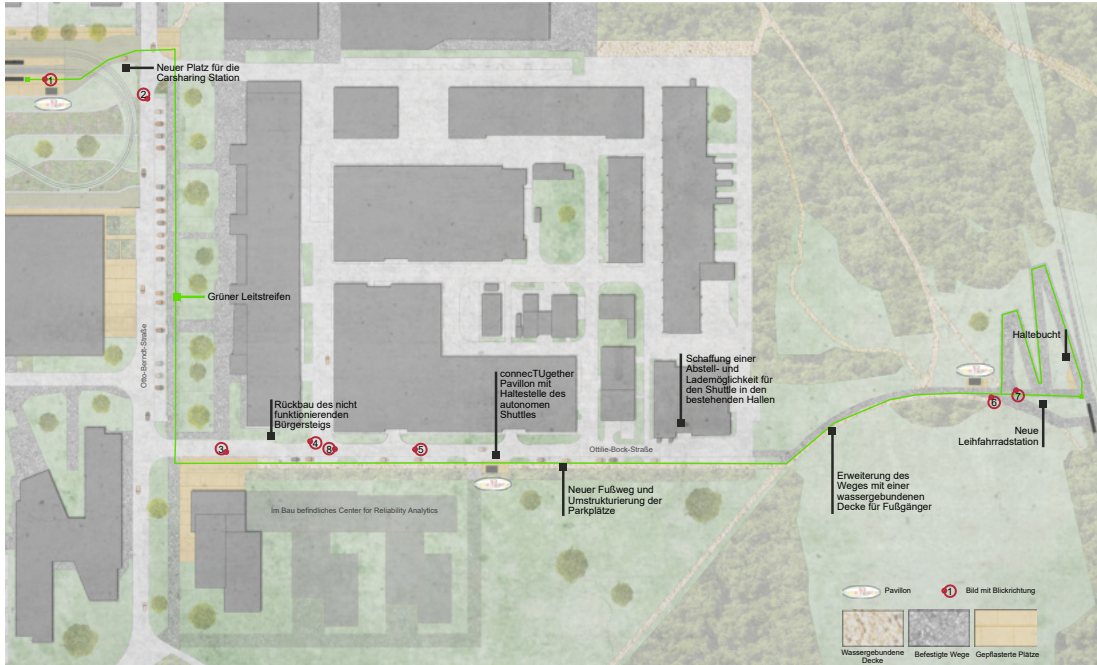 Neuer Platz für die
Carsharing Station
1
2
Grüner Leitstreifen
Otto-Berndt-Straße
Rückbau des nicht
funktionierenden
Bürgersteigs
connecTUgether
Pavillon mit
Haltestelle des
autonomen
Shuttles
Schaffung einer
Abstell- und
Lademöglichkeit für
den Shuttle in den
bestehenden Hallen
Haltebucht
3
4
8
5
6
7
Ottilie-Bock-Straße
Neue
Leihfahrradstation
Neuer Fußweg und
Umstrukturierung der
Parkplätze
Erweiterung des
Weges mit einer
wassergebundenen
Decke für Fußgänger
Im Bau befindliches Center for Reliability Analytics
Pavillon
1
Bild mit Blickrichtung
Wassergebundene
Decke
Befestigte Wege
Gepflasterte Plätze